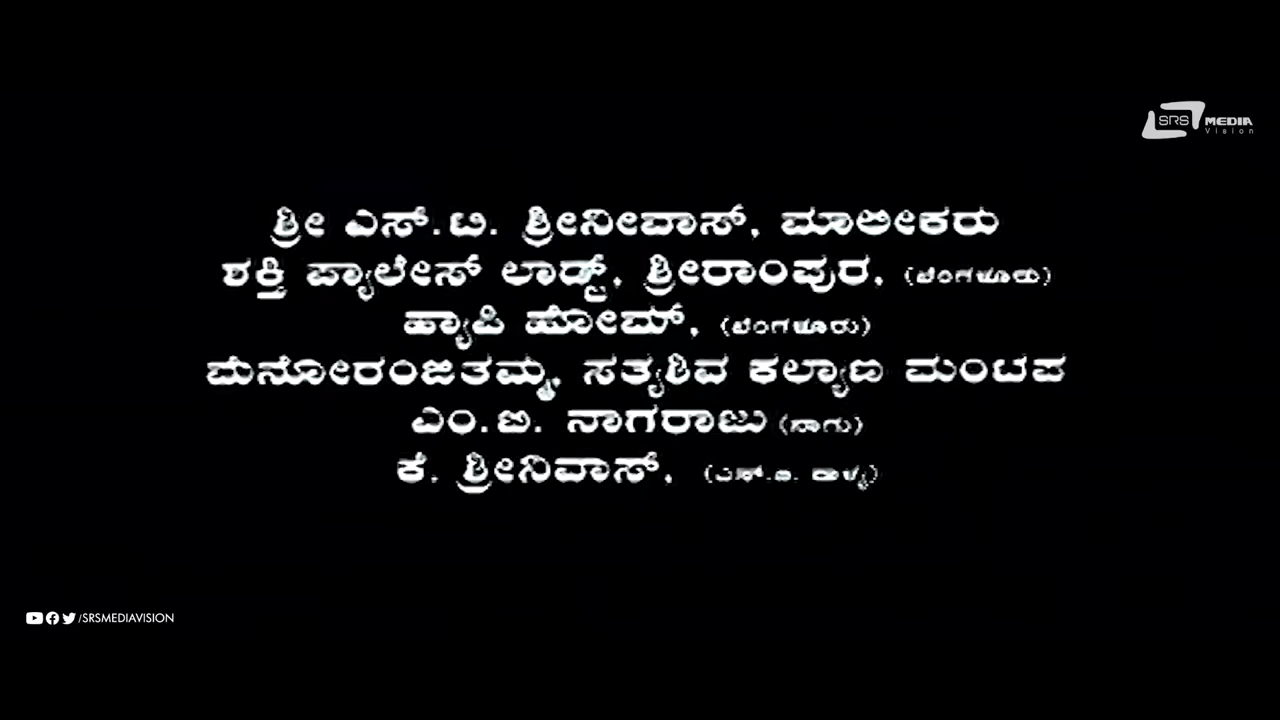 SRS MEDIA
Vision
ಶ್ರೀ ಎಸ್.ಟಿ. ಶ್ರೀನೀವಾಸ್, ಮಾಲೀಕರು
ಶಕ್ತಿ ಪ್ಯಾಲೇಸ್ ಲಾಡ್ಜ್, ಶ್ರೀರಾಂಪುರ, (ಬೆಂಗಳೂರು)
ಹ್ಯಾಪಿ ಹೋಮ್, (ಬೆಂಗಳೂರು)
ಮನೋರಂಜಿತಮ್ಮ, ಸತ್ಯಶಿವ ಕಲ್ಯಾಣ ಮಂಟಪ
ಎಂ.ಐ. ನಾಗರಾಜು (ನಾಗು)
ಕೆ. ಶ್ರೀನಿವಾಸ್,
/SRSMEDIAVISION